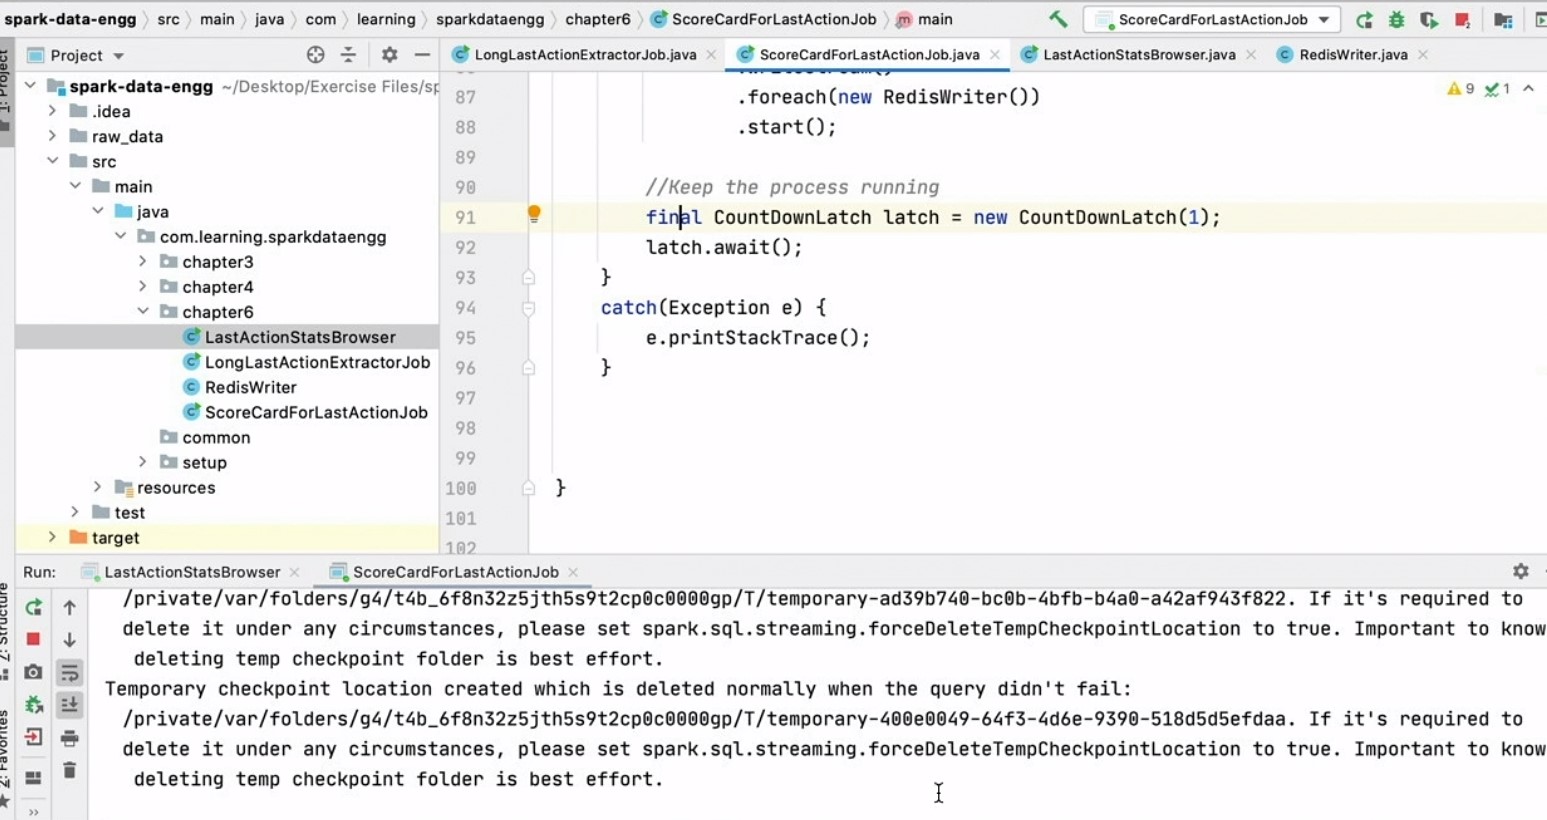 spark-data-engg › src › main › java › com › learning › sparkdataengg › chapter6 › ScoreCardForLastActionJob › main
ScoreCardForLastActionJob
Project
LongLastActionExtractorJob.java
ScoreCardForLastActionJob.java
LastActionStatsBrowser.java
RedisWriter.java
1: Project
spark-data-engg ~/Desktop/Exercise Files/sp
.idea
raw_data
src
main
java
com.learning.sparkdataengg
chapter3
chapter4
chapter6
LastActionStatsBrowser
LongLastActionExtractorJob
RedisWriter
ScoreCardForLastActionJob
common
setup
resources
test
target
9 1
87 .foreach(new RedisWriter())
88 .start();
89
90 //Keep the process running
91 final CountDownLatch latch = new CountDownLatch(1);
92 latch.await();
93 }
94 catch(Exception e) {
95 e.printStackTrace();
96 }
97
98
99
100 }
101
102
Run: LastActionStatsBrowser ScoreCardForLastActionJob
Z: Structure
2: Favorites
/private/var/folders/g4/t4b_6f8n32z5jth5s9t2cp0c0000gp/T/temporary-ad39b740-bc0b-4bfb-b4a0-a42af943f822. If it's required to
delete it under any circumstances, please set spark.sql.streaming.forceDeleteTempCheckpointLocation to true. Important to know
deleting temp checkpoint folder is best effort.
Temporary checkpoint location created which is deleted normally when the query didn't fail:
/private/var/folders/g4/t4b_6f8n32z5jth5s9t2cp0c0000gp/T/temporary-400e0049-64f3-4d6e-9390-518d5d5efdaa. If it's required to
delete it under any circumstances, please set spark.sql.streaming.forceDeleteTempCheckpointLocation to true. Important to know
deleting temp checkpoint folder is best effort.